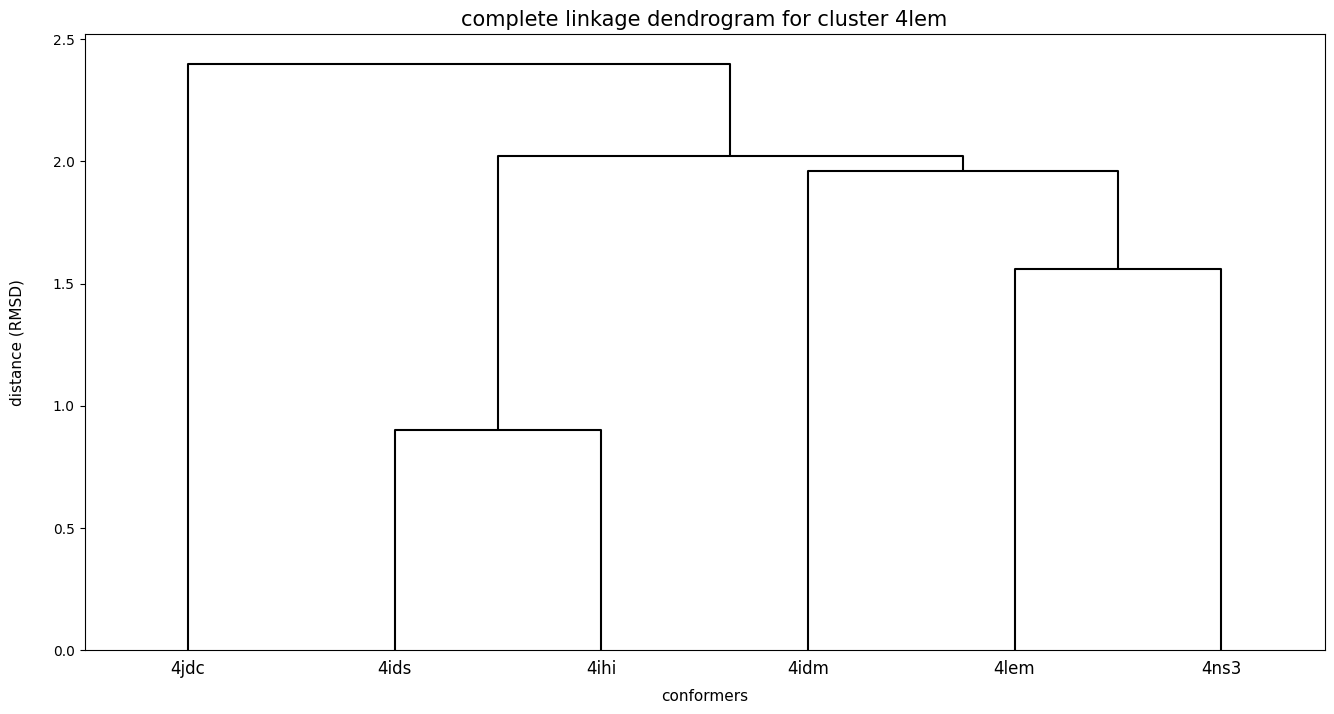 complete linkage dendrogram for cluster 4lem
2.5
2.0
1.5
1.0
0.5
0.0
distance (RMSD)
4jdc 4ids 4ihi 4idm 4lem 4ns3
conformers